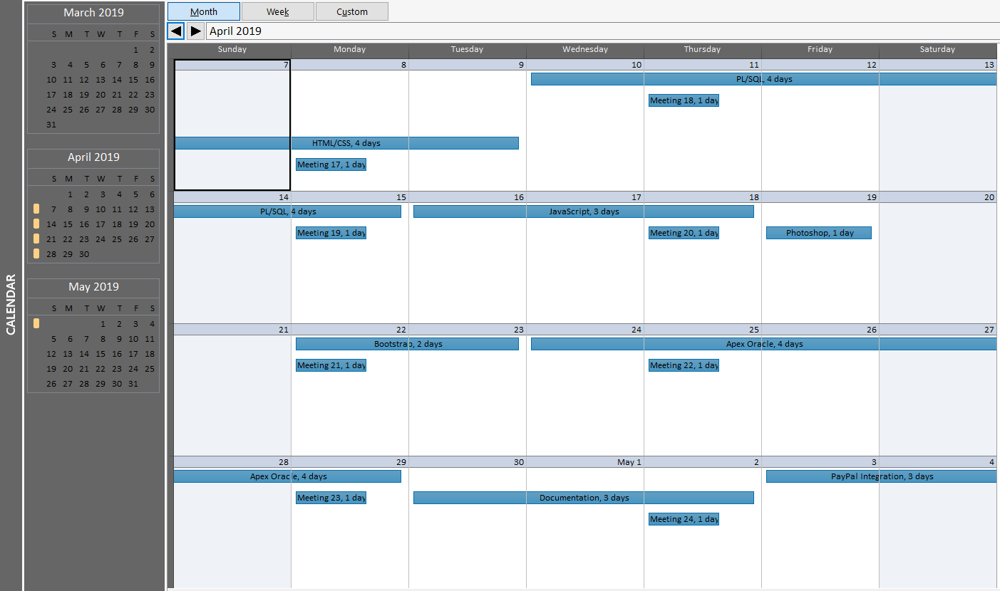 CALENDAR
March 2019
S M T W T F S
1 2
3 4 5 6 7 8 9
10 11 12 13 14 15 16
17 18 19 20 21 22 23
24 25 26 27 28 29 30
31
April 2019
S M T W T F S
1 2 3 4 5 6
7 8 9 10 11 12 13
14 15 16 17 18 19 20
21 22 23 24 25 26 27
28 29 30
May 2019
S M T W T F S
1 2 3 4
5 6 7 8 9 10 11
12 13 14 15 16 17 18
19 20 21 22 23 24 25
26 27 28 29 30 31
Month Week Custom
April 2019
Sunday Monday Tuesday Wednesday Thursday Friday Saturday
7 8 9 10 11 12 13
PL/SQL, 4 days
Meeting 18, 1 day
HTML/CSS, 4 days
Meeting 17, 1 day
14 15 16 17 18 19 20
PL/SQL, 4 days JavaScript, 3 days
Meeting 19, 1 day Meeting 20, 1 day Photoshop, 1 day
21 22 23 24 25 26 27
Bootstrap, 2 days Apex Oracle, 4 days
Meeting 21, 1 day Meeting 22, 1 day
28 29 30 May 1 2 3 4
Apex Oracle, 4 days PayPal Integration, 3 days
Meeting 23, 1 day Documentation, 3 days
Meeting 24, 1 day